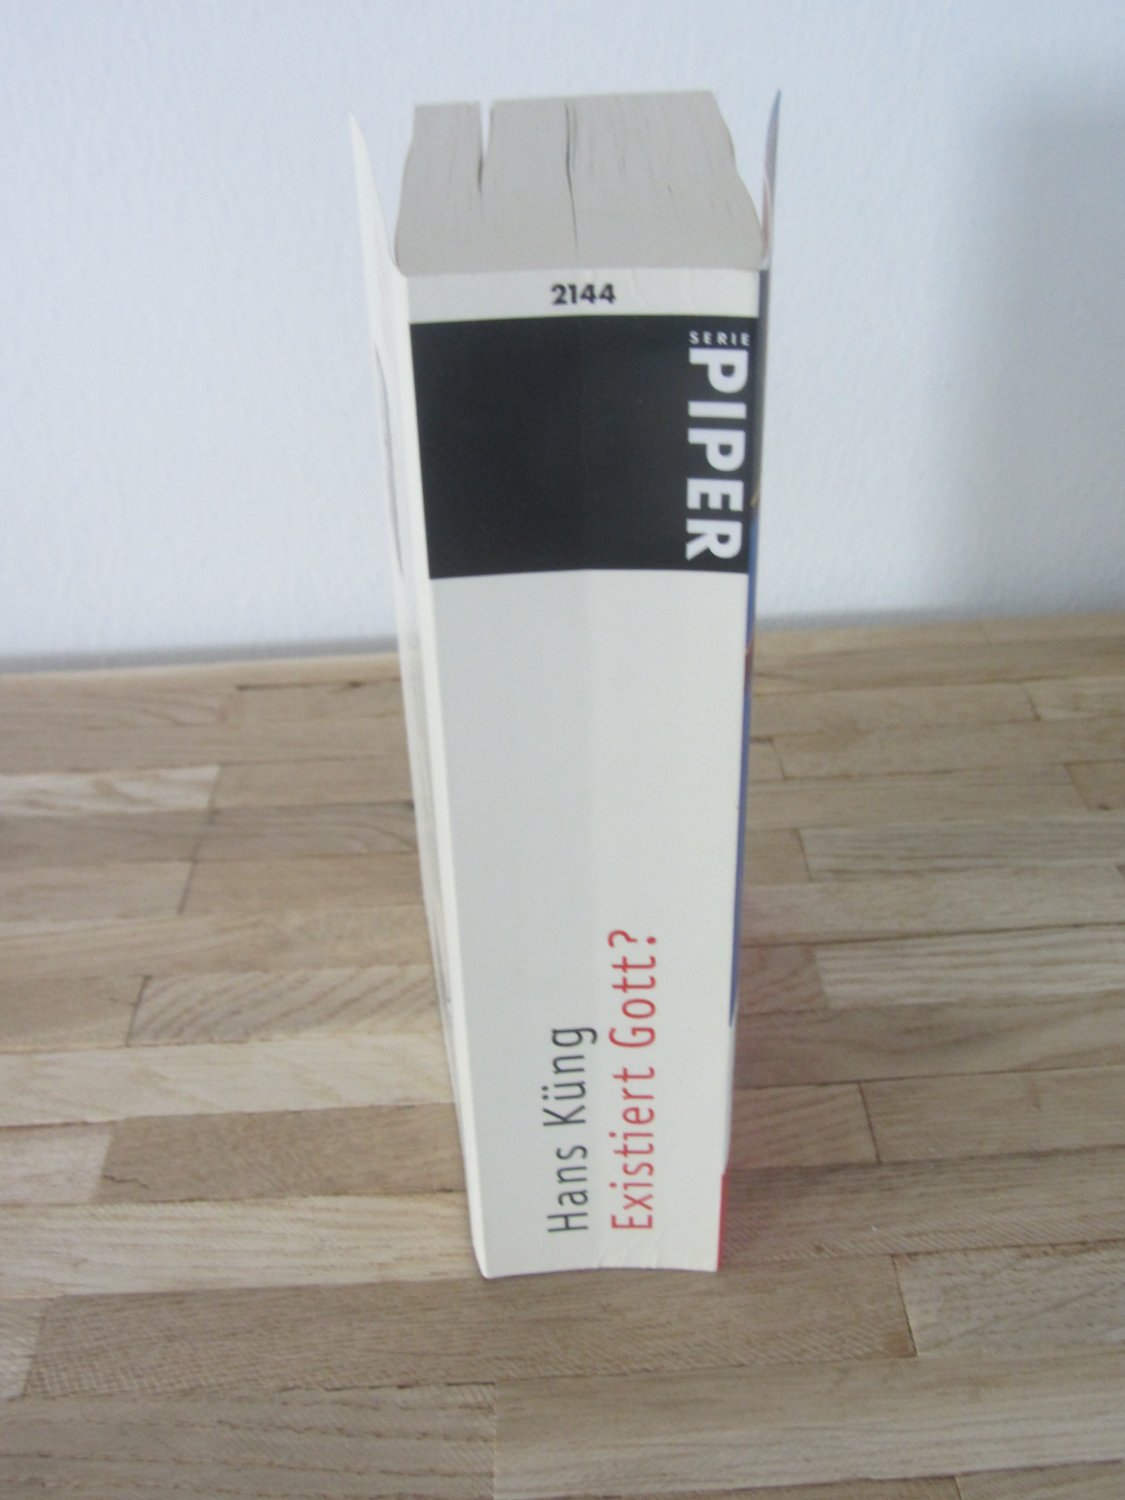 2144
SERIE
PIPER
Hans Küng
Existiert Gott?